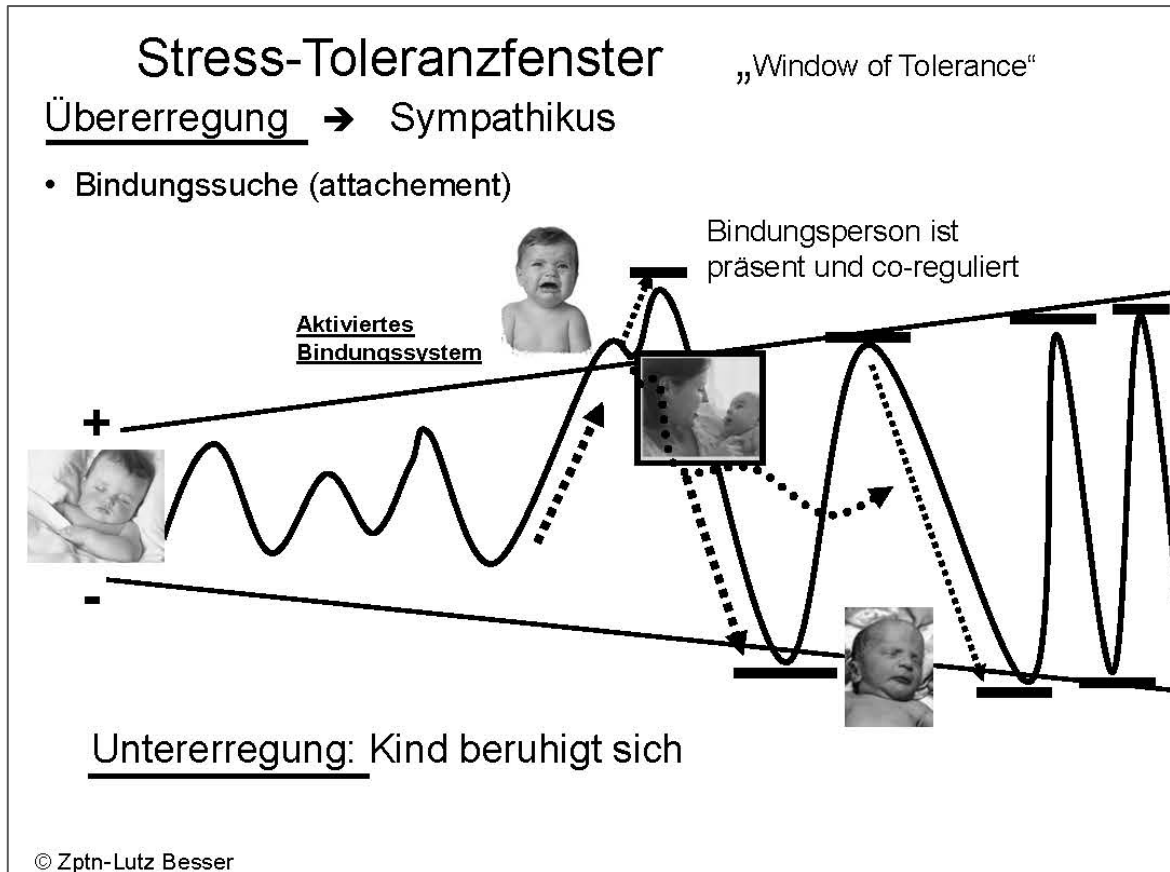 Stress-Toleranzfenster „Window of Tolerance“
Übererregung ➔ Sympathikus
• Bindungssuche (attachement)
Bindungsperson ist
präsent und co-reguliert
Aktiviertes
Bindungssystem
+
-
Untererregung: Kind beruhigt sich
© Zptn-Lutz Besser